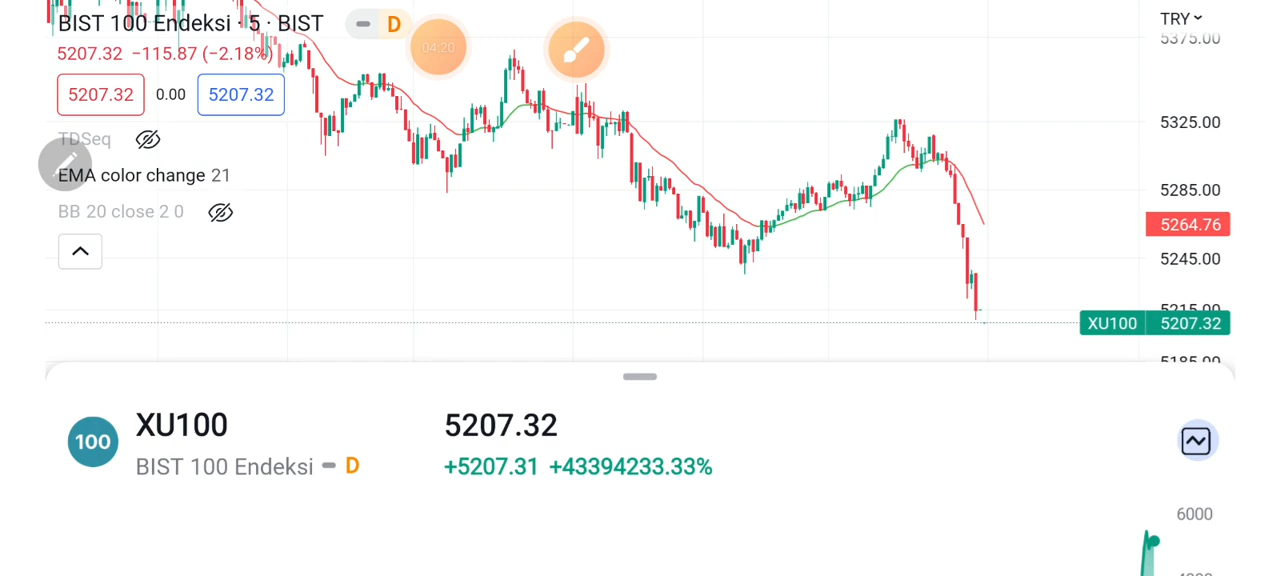 BIST 100 Endeksi · 5 · BIST
D
5207.32 −115.87 (−2.18%)
5207.32 0.00 5207.32
TDSeq
EMA color change 21
BB 20 close 2 0
04:20
TRY
5375.00
5325.00
5285.00
5264.76
5245.00
5215.00
XU100 5207.32
5185.00
100
XU100
BIST 100 Endeksi D
5207.32
+5207.31 +43394233.33%
6000